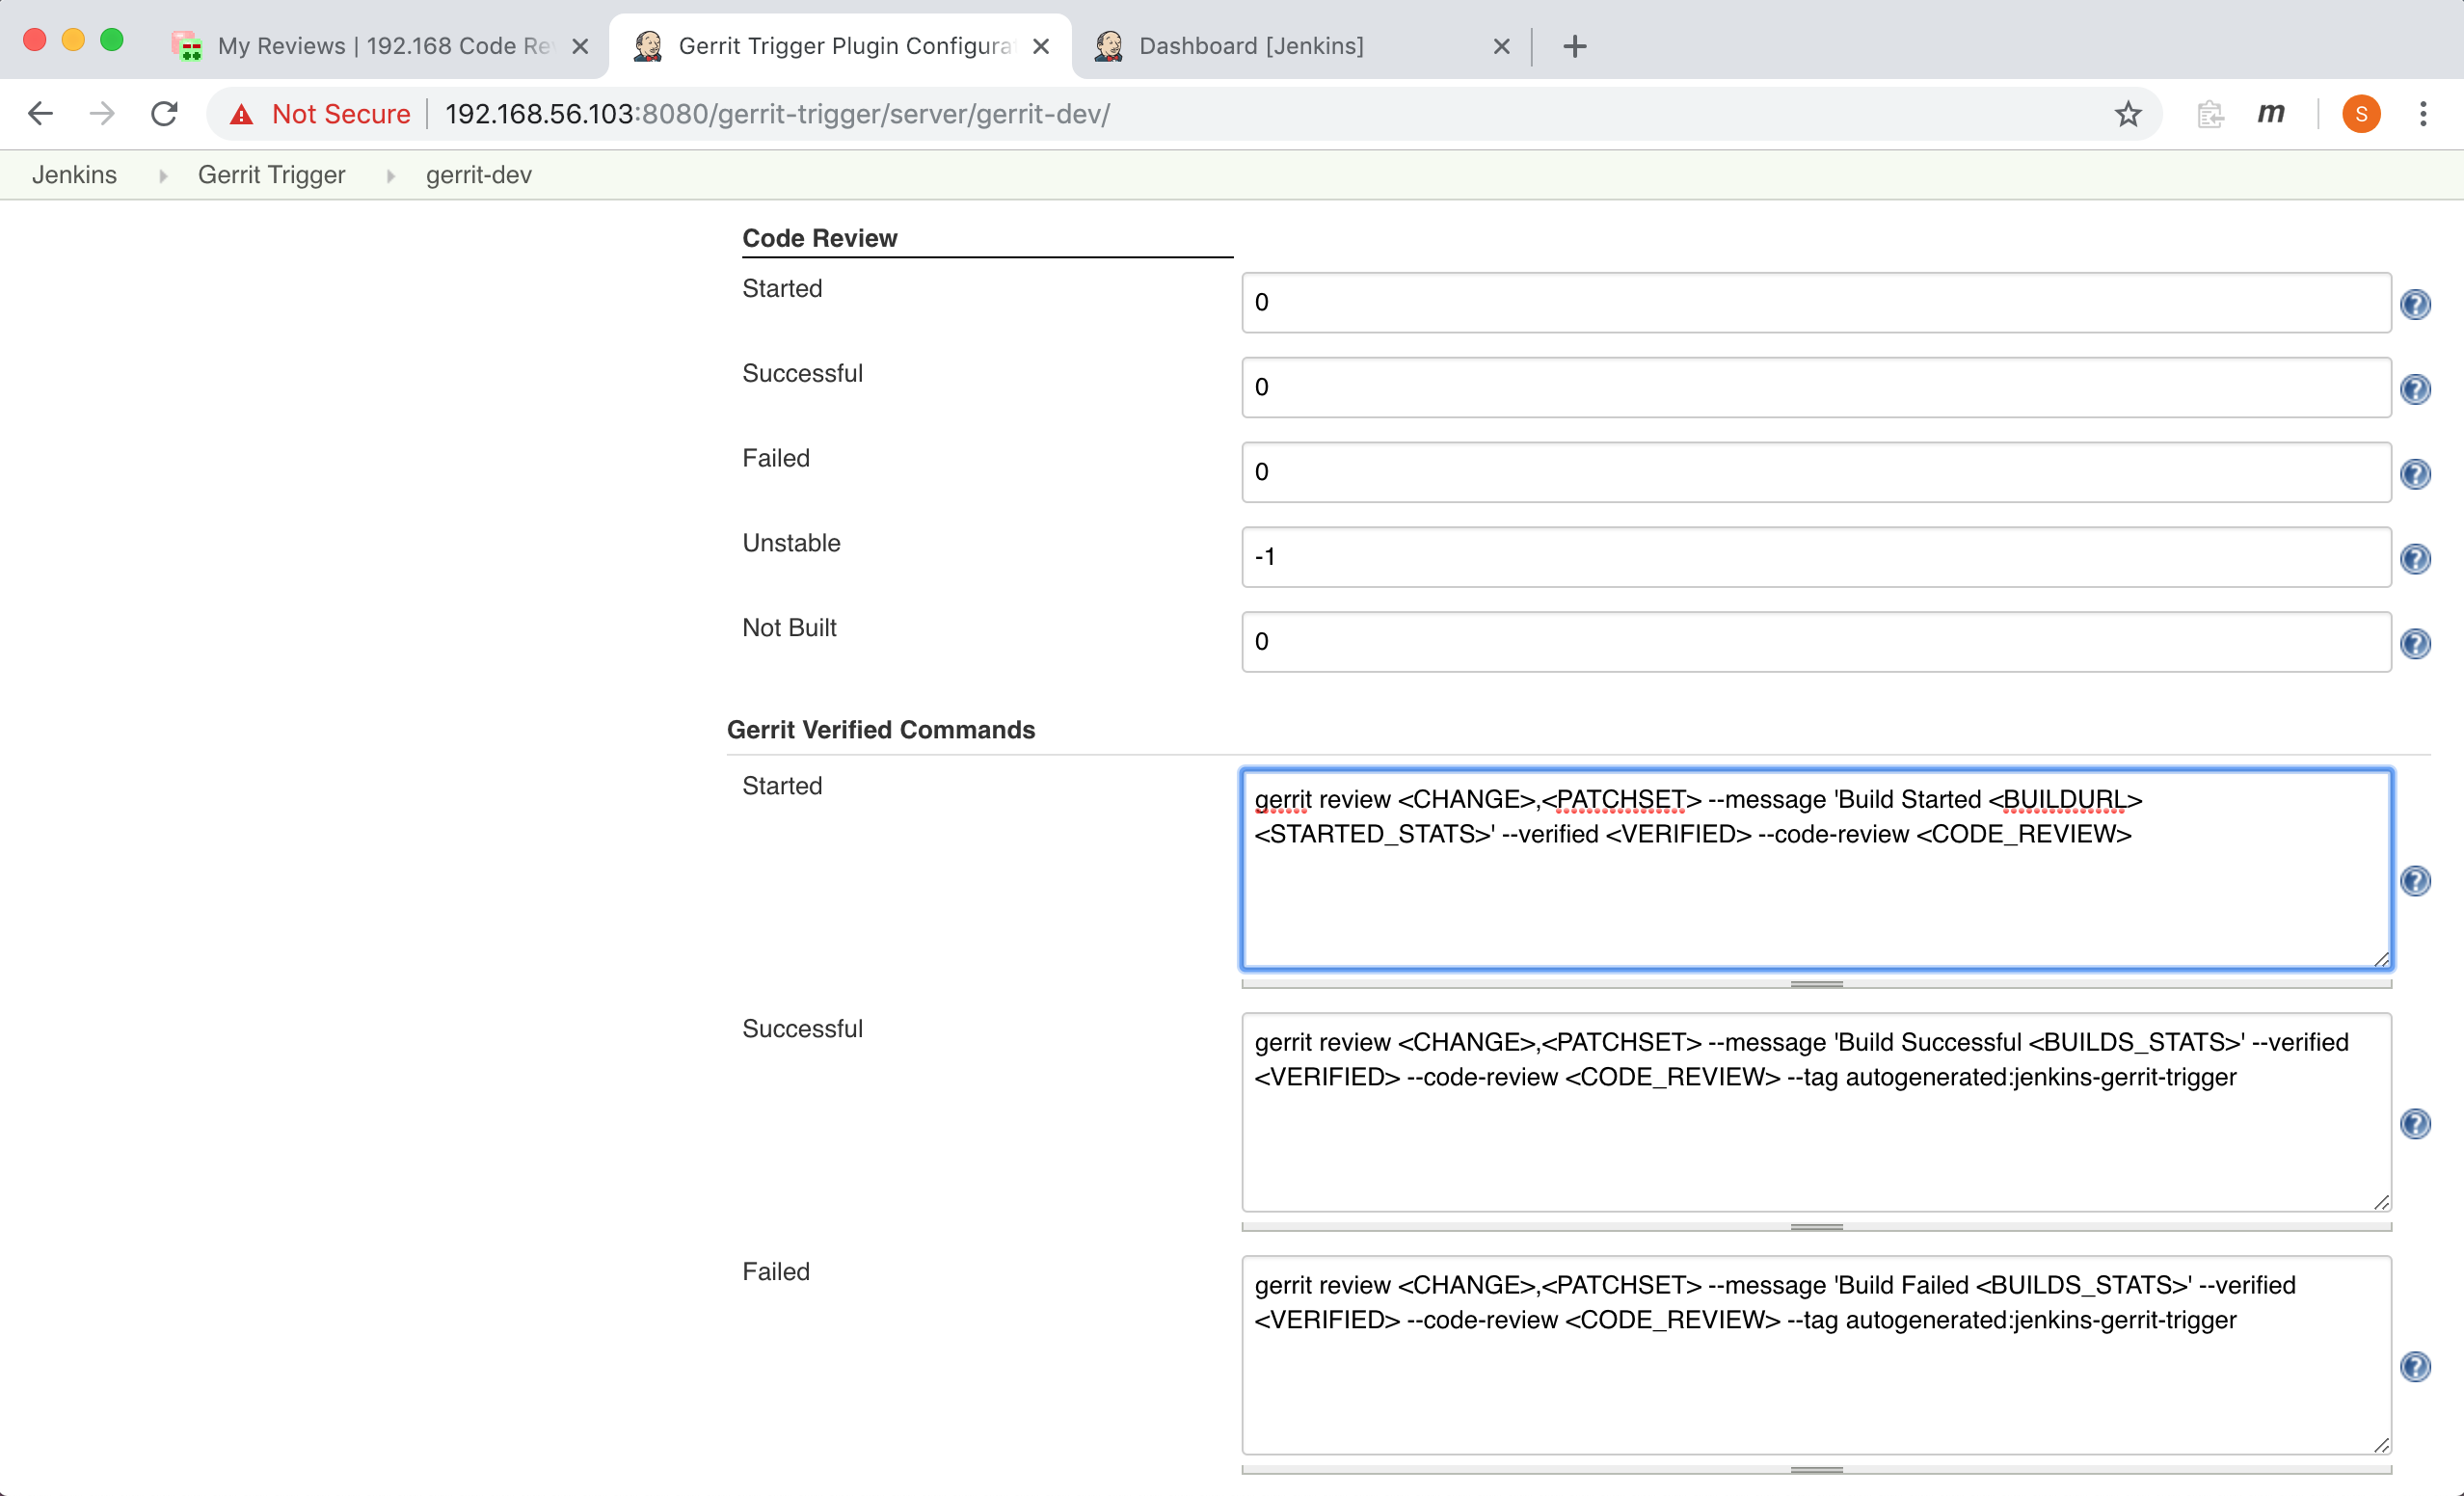 My Reviews | 192.168 Code Re
Gerrit Trigger Plugin Configura
Dashboard [Jenkins]
Not Secure 192.168.56.103:8080/gerrit-trigger/server/gerrit-dev/
m
S
Jenkins Gerrit Trigger gerrit-dev
Code Review
Started 0
Successful 0
Failed 0
Unstable -1
Not Built 0
Gerrit Verified Commands
Started
gerrit review <CHANGE>,<PATCHSET> --message 'Build Started <BUILDURL>
<STARTED_STATS>' --verified <VERIFIED> --code-review <CODE_REVIEW>
Successful
gerrit review <CHANGE>,<PATCHSET> --message 'Build Successful <BUILDS_STATS>' --verified
<VERIFIED> --code-review <CODE_REVIEW> --tag autogenerated:jenkins-gerrit-trigger
Failed
gerrit review <CHANGE>,<PATCHSET> --message 'Build Failed <BUILDS_STATS>' --verified
<VERIFIED> --code-review <CODE_REVIEW> --tag autogenerated:jenkins-gerrit-trigger